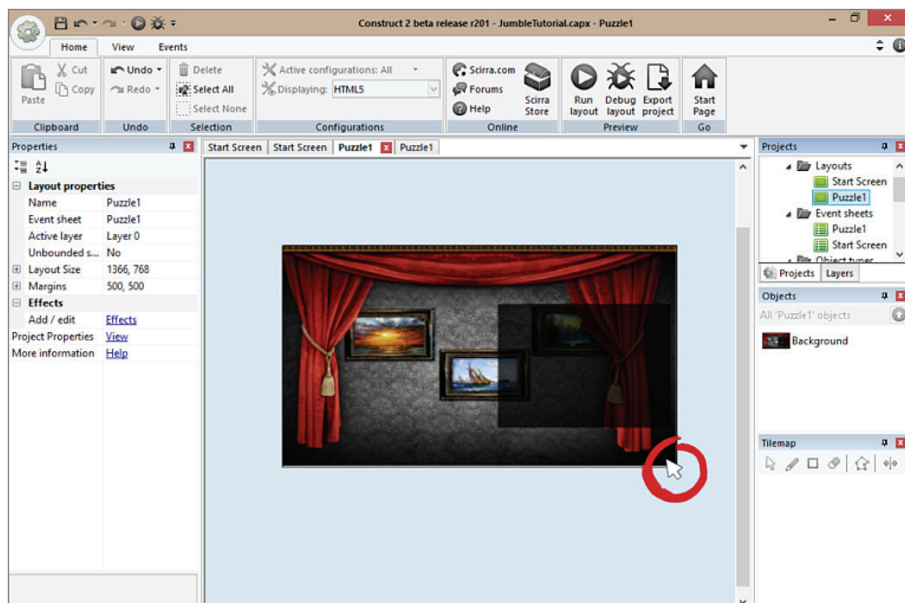 Construct 2 beta release r201 - JumbleTutorial.capx - Puzzle1
Home View Events
Paste
Cut
Copy
Clipboard
Undo
Redo
Undo
Delete
Select All
Select None
Selection
Active configurations: All
Displaying: HTML5
Configurations
Scirra.com
Forums
Help
Scirra Store
Online
Run layout
Debug layout
Export project
Preview
Start Page
Go
Properties
Layout properties
Name Puzzle1
Event sheet Puzzle1
Active layer Layer 0
Unbounded s... No
Layout Size 1366, 768
Margins 500, 500
Effects
Add / edit Effects
Project Properties View
More information Help
Start Screen Start Screen Puzzle1 Puzzle1
Projects
Layouts
Start Screen
Puzzle1
Event sheets
Puzzle1
Start Screen
Object types
Projects Layers
Objects
All 'Puzzle1' objects
Background
Tilemap